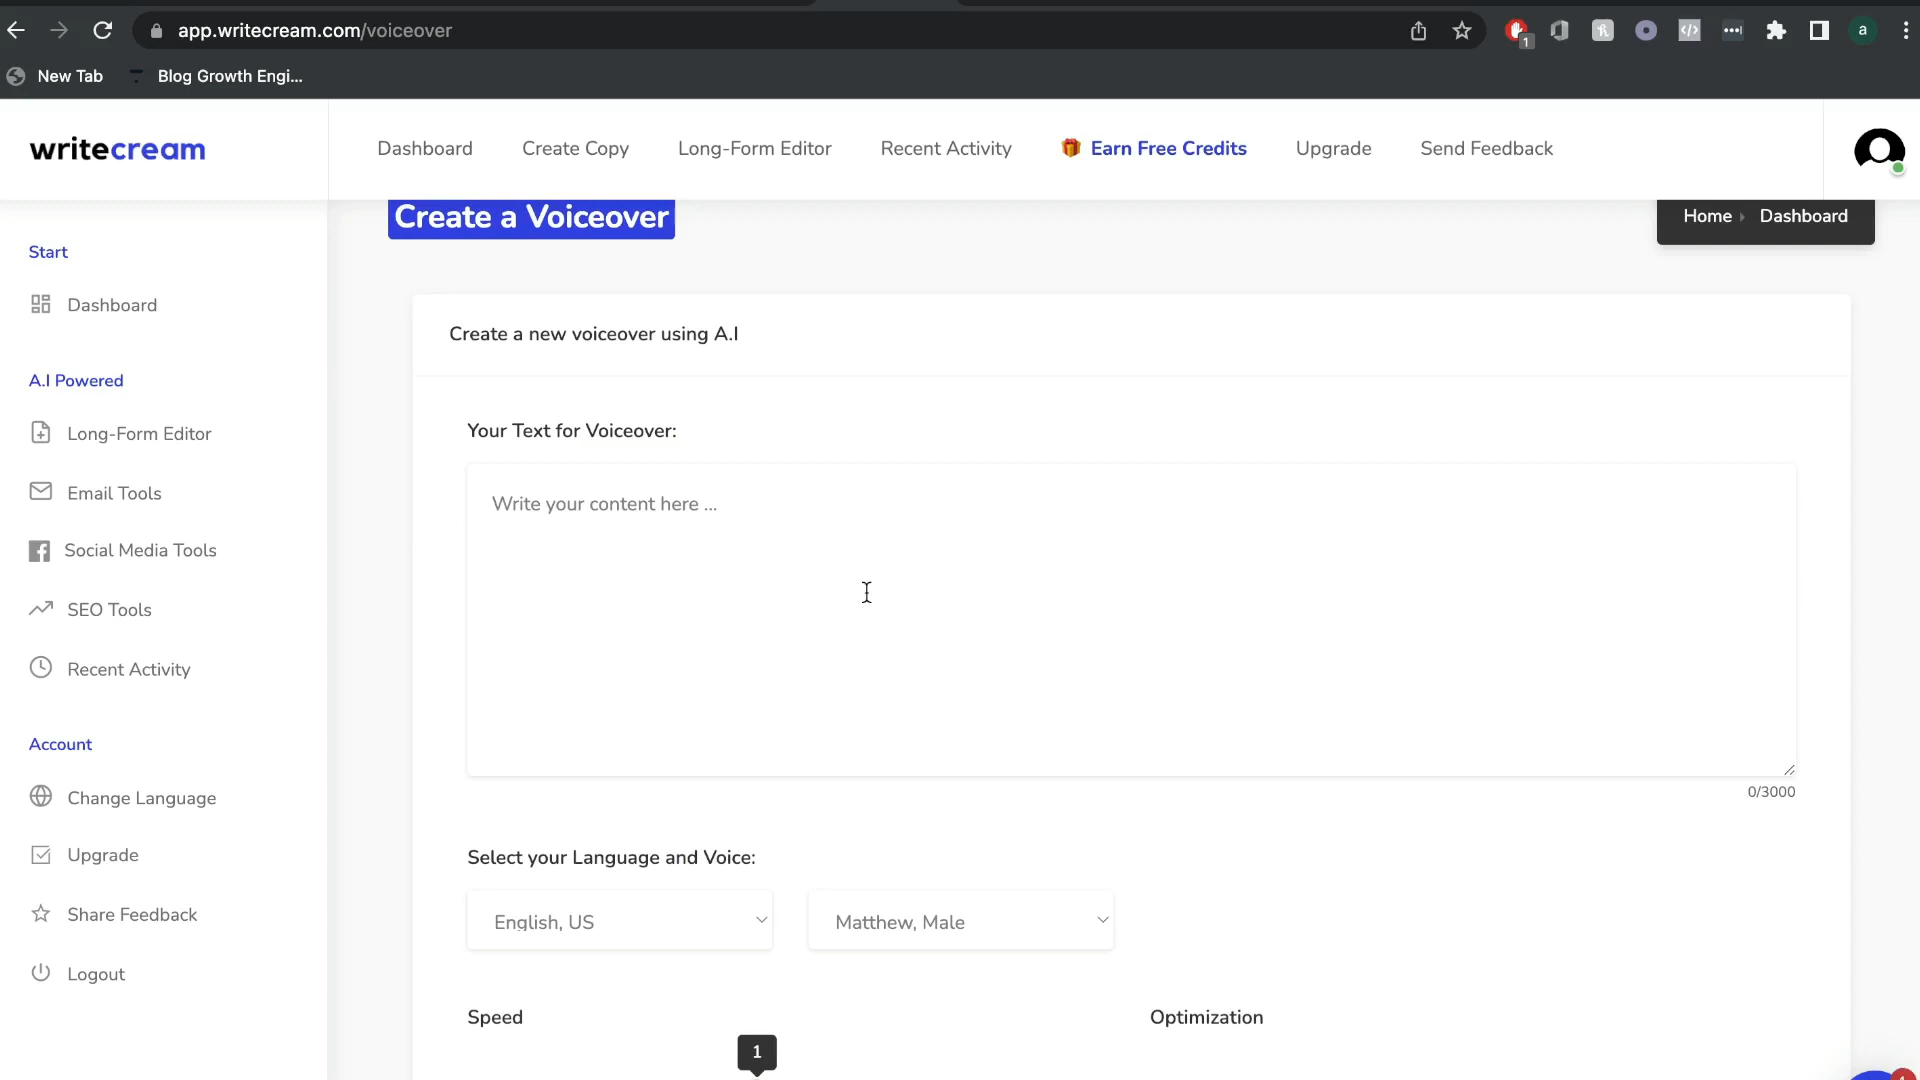 app.writecream.com/voiceover
1
a
New Tab
Blog Growth Engi...
writecream
Dashboard
Create Copy
Long-Form Editor
Recent Activity
Earn Free Credits
Upgrade
Send Feedback
Create a Voiceover
Home
Dashboard
Start
Dashboard
A.I Powered
Long-Form Editor
Email Tools
Social Media Tools
SEO Tools
Recent Activity
Account
Change Language
Upgrade
Share Feedback
Logout
Create a new voiceover using A.I
Your Text for Voiceover:
Write your content here ...
0/3000
Select your Language and Voice:
English, US
Matthew, Male
Speed
Optimization
1